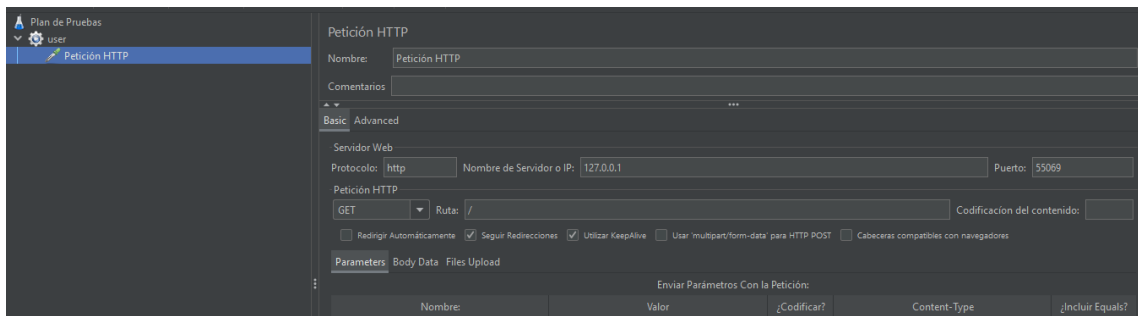 Plan de Pruebas
user
Petición HTTP
Petición HTTP
Nombre: Petición HTTP
Comentarios
Basic Advanced
Servidor Web
Protocolo: http Nombre de Servidor o IP: 127.0.0.1 Puerto: 55069
Petición HTTP
GET Ruta: / Codificación del contenido:
Redirigir Automáticamente Seguir Redirecciones Utilizar KeepAlive Usar 'multipart/form-data' para HTTP POST Cabeceras compatibles con navegadores
Parameters Body Data Files Upload
Enviar Parámetros Con la Petición:
Nombre: Valor ¿Codificar? Content-Type ¿Incluir Equals?